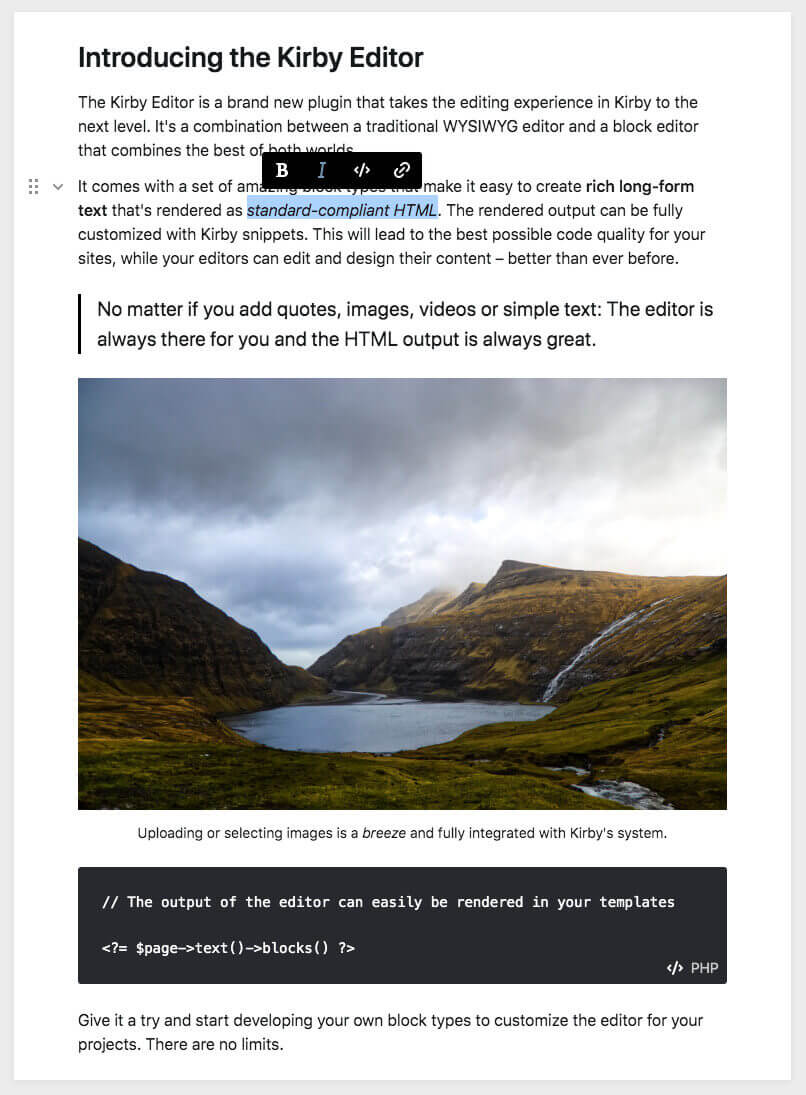 Introducing the Kirby Editor
The Kirby Editor is a brand new plugin that takes the editing experience in Kirby to the
next level. It's a combination between a traditional WYSIWYG editor and a block editor
that combines the best of both worlds.
B I </>
It comes with a set of amazing block types that make it easy to create rich long-form
text that's rendered as standard-compliant HTML. The rendered output can be fully
customized with Kirby snippets. This will lead to the best possible code quality for your
sites, while your editors can edit and design their content – better than ever before.
No matter if you add quotes, images, videos or simple text: The editor is
always there for you and the HTML output is always great.
Uploading or selecting images is a breeze and fully integrated with Kirby's system.
// The output of the editor can easily be rendered in your templates
<?= $page->text()->blocks() ?>
</> PHP
Give it a try and start developing your own block types to customize the editor for your
projects. There are no limits.